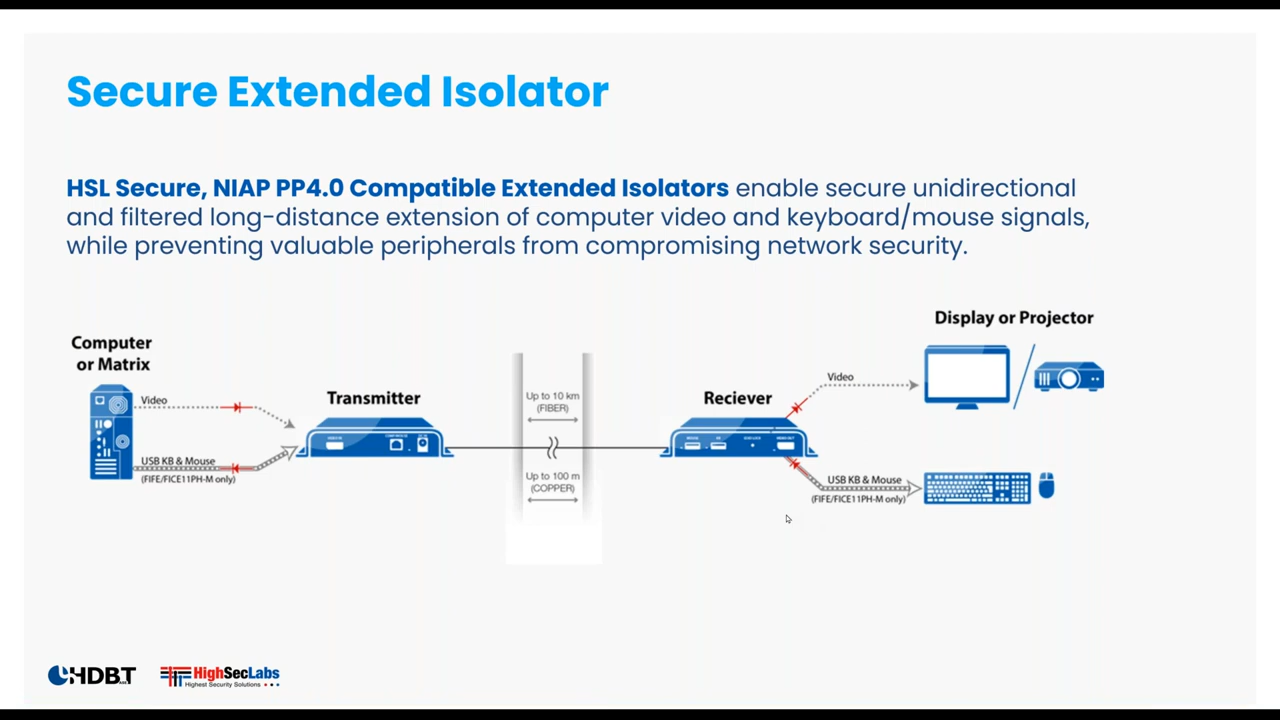 Secure Extended Isolator
HSL Secure, NIAP PP4.0 Compatible Extended Isolators enable secure unidirectional
and filtered long-distance extension of computer video and keyboard/mouse signals,
while preventing valuable peripherals from compromising network security.
Computer
or Matrix
Video
USB KB & Mouse
(FIFE/FICE11PH-M only)
Transmitter
Up to 10 km
(FIBER)
Up to 100 m
(COPPER)
Reciever
Video
USB KB & Mouse
(FIFE/FICE11PH-M only)
Display or Projector
HDBT
HighSecLabs
Highest Security Solutions